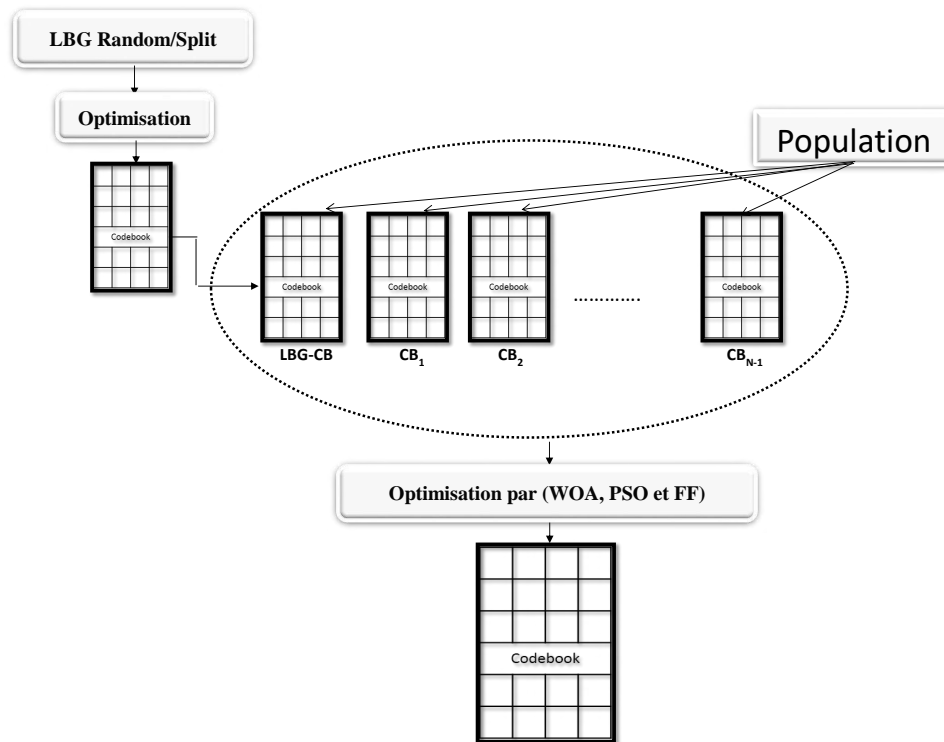 LBG Random/Split
Optimisation
Population
Codebook
Codebook
Codebook
Codebook
............
Codebook
LBG-CB
CB1
CB2
CBN-1
Optimisation par (WOA, PSO et FF)
Codebook